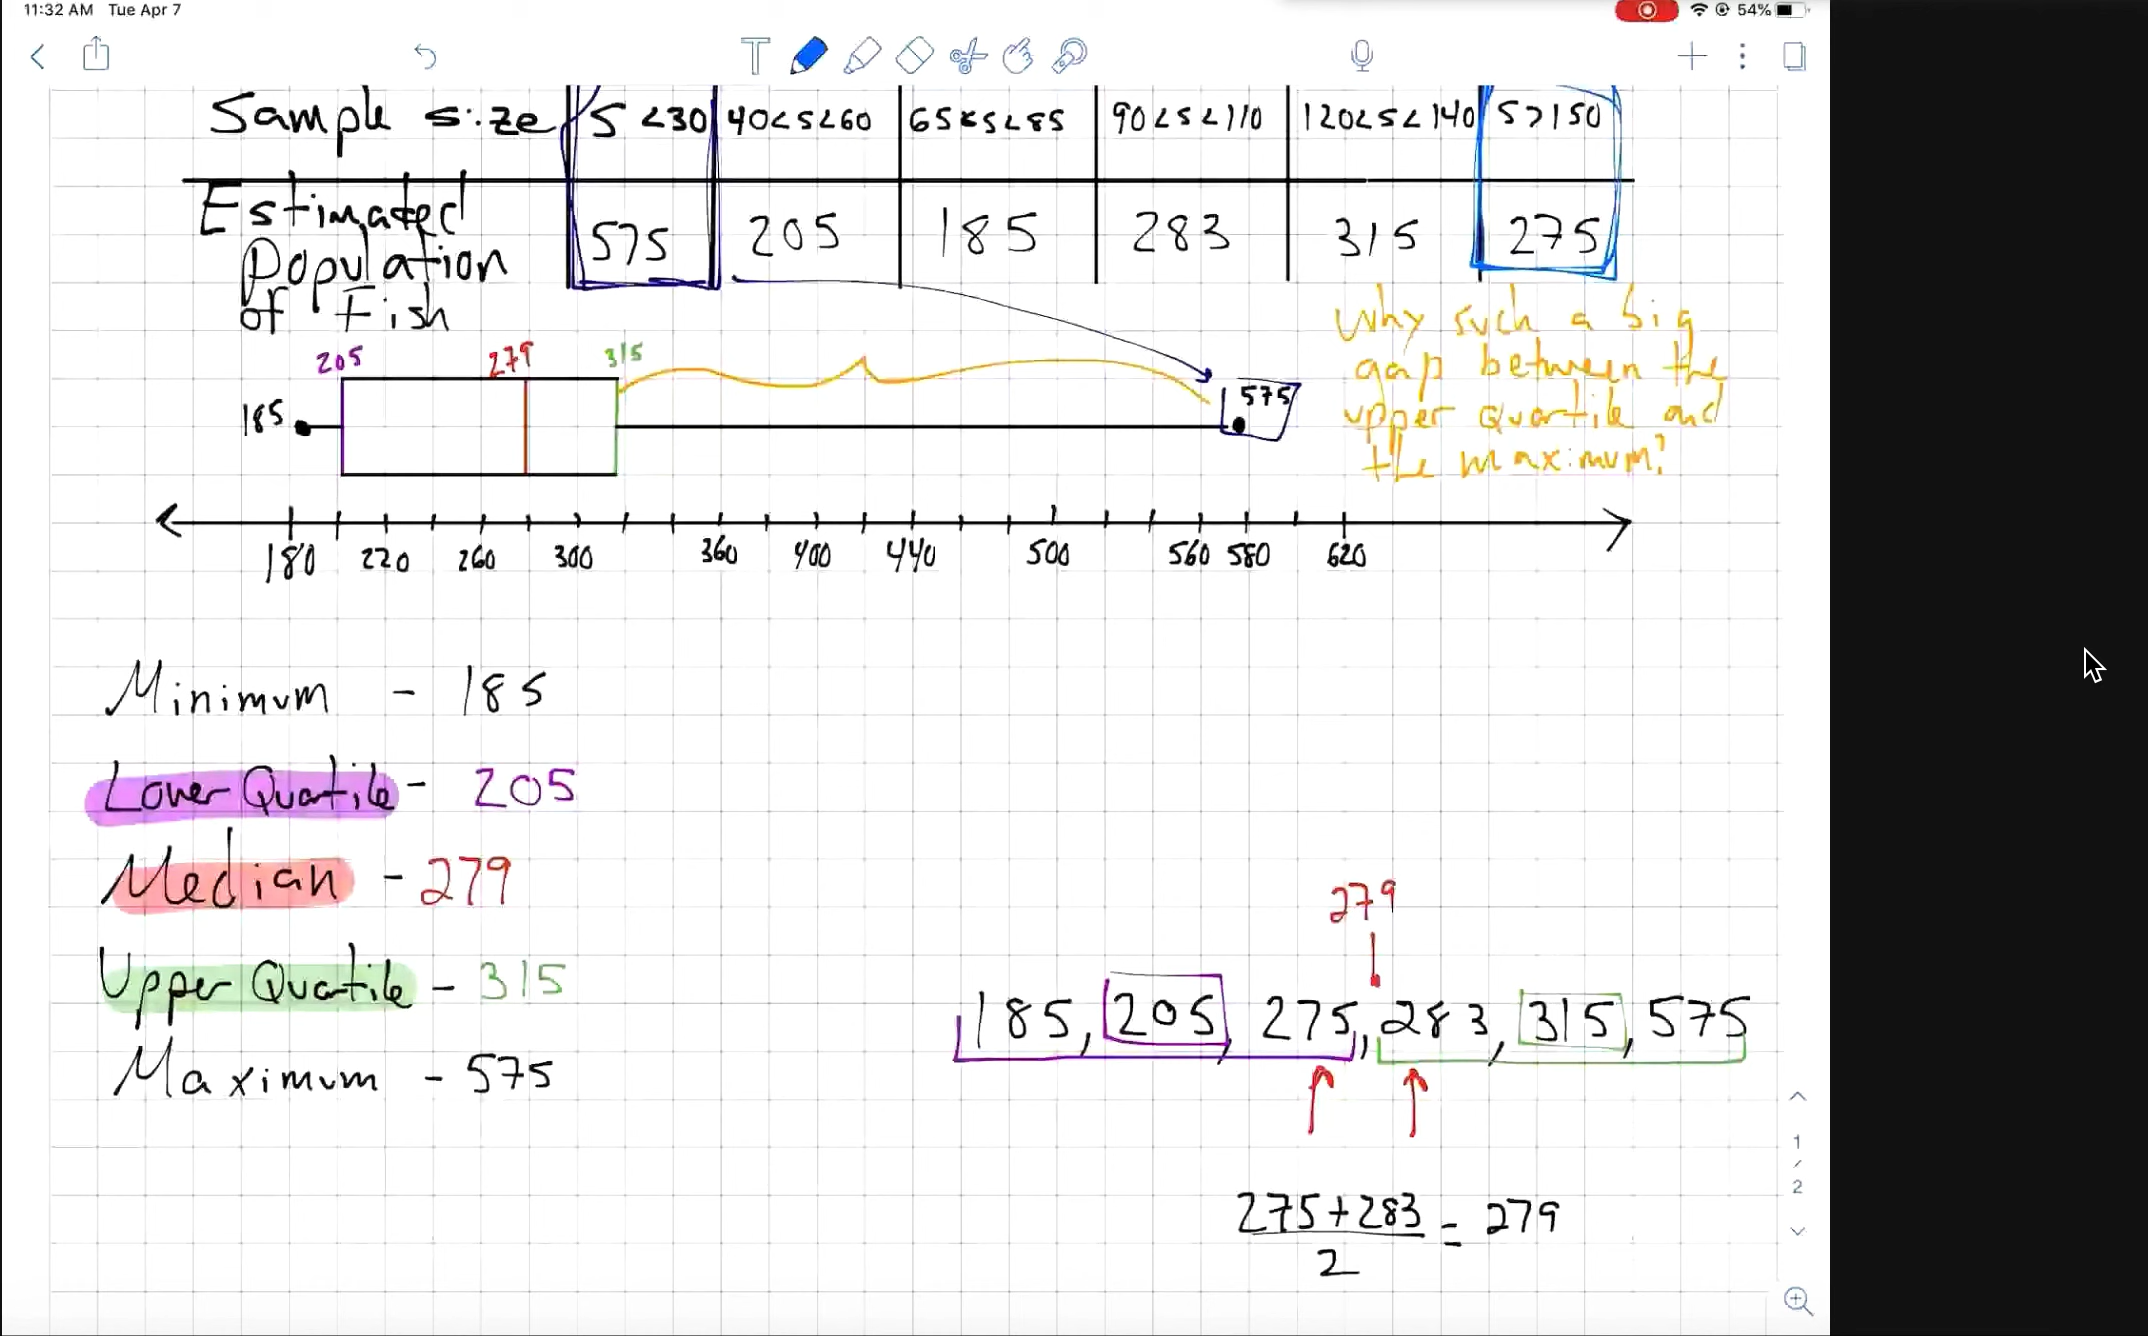 11:32 AM Tue Apr 7
54%
T
Sample size S<30 40<s<60 65<s<85 90<s<110 120<s<140 S>150
Estimated Population of Fish 575 205 185 283 315 275
Why such a big
gap between the
upper quartile and
the maximum?
205 279 315
185 575
180 220 260 300 360 400 440 500 560 580 620
Minimum - 185
Lower Quartile - 205
Median - 279
Upper Quartile - 315
Maximum - 575
279
185, 205, 275, 283, 315, 575
275+283
2
= 279
1
/
2